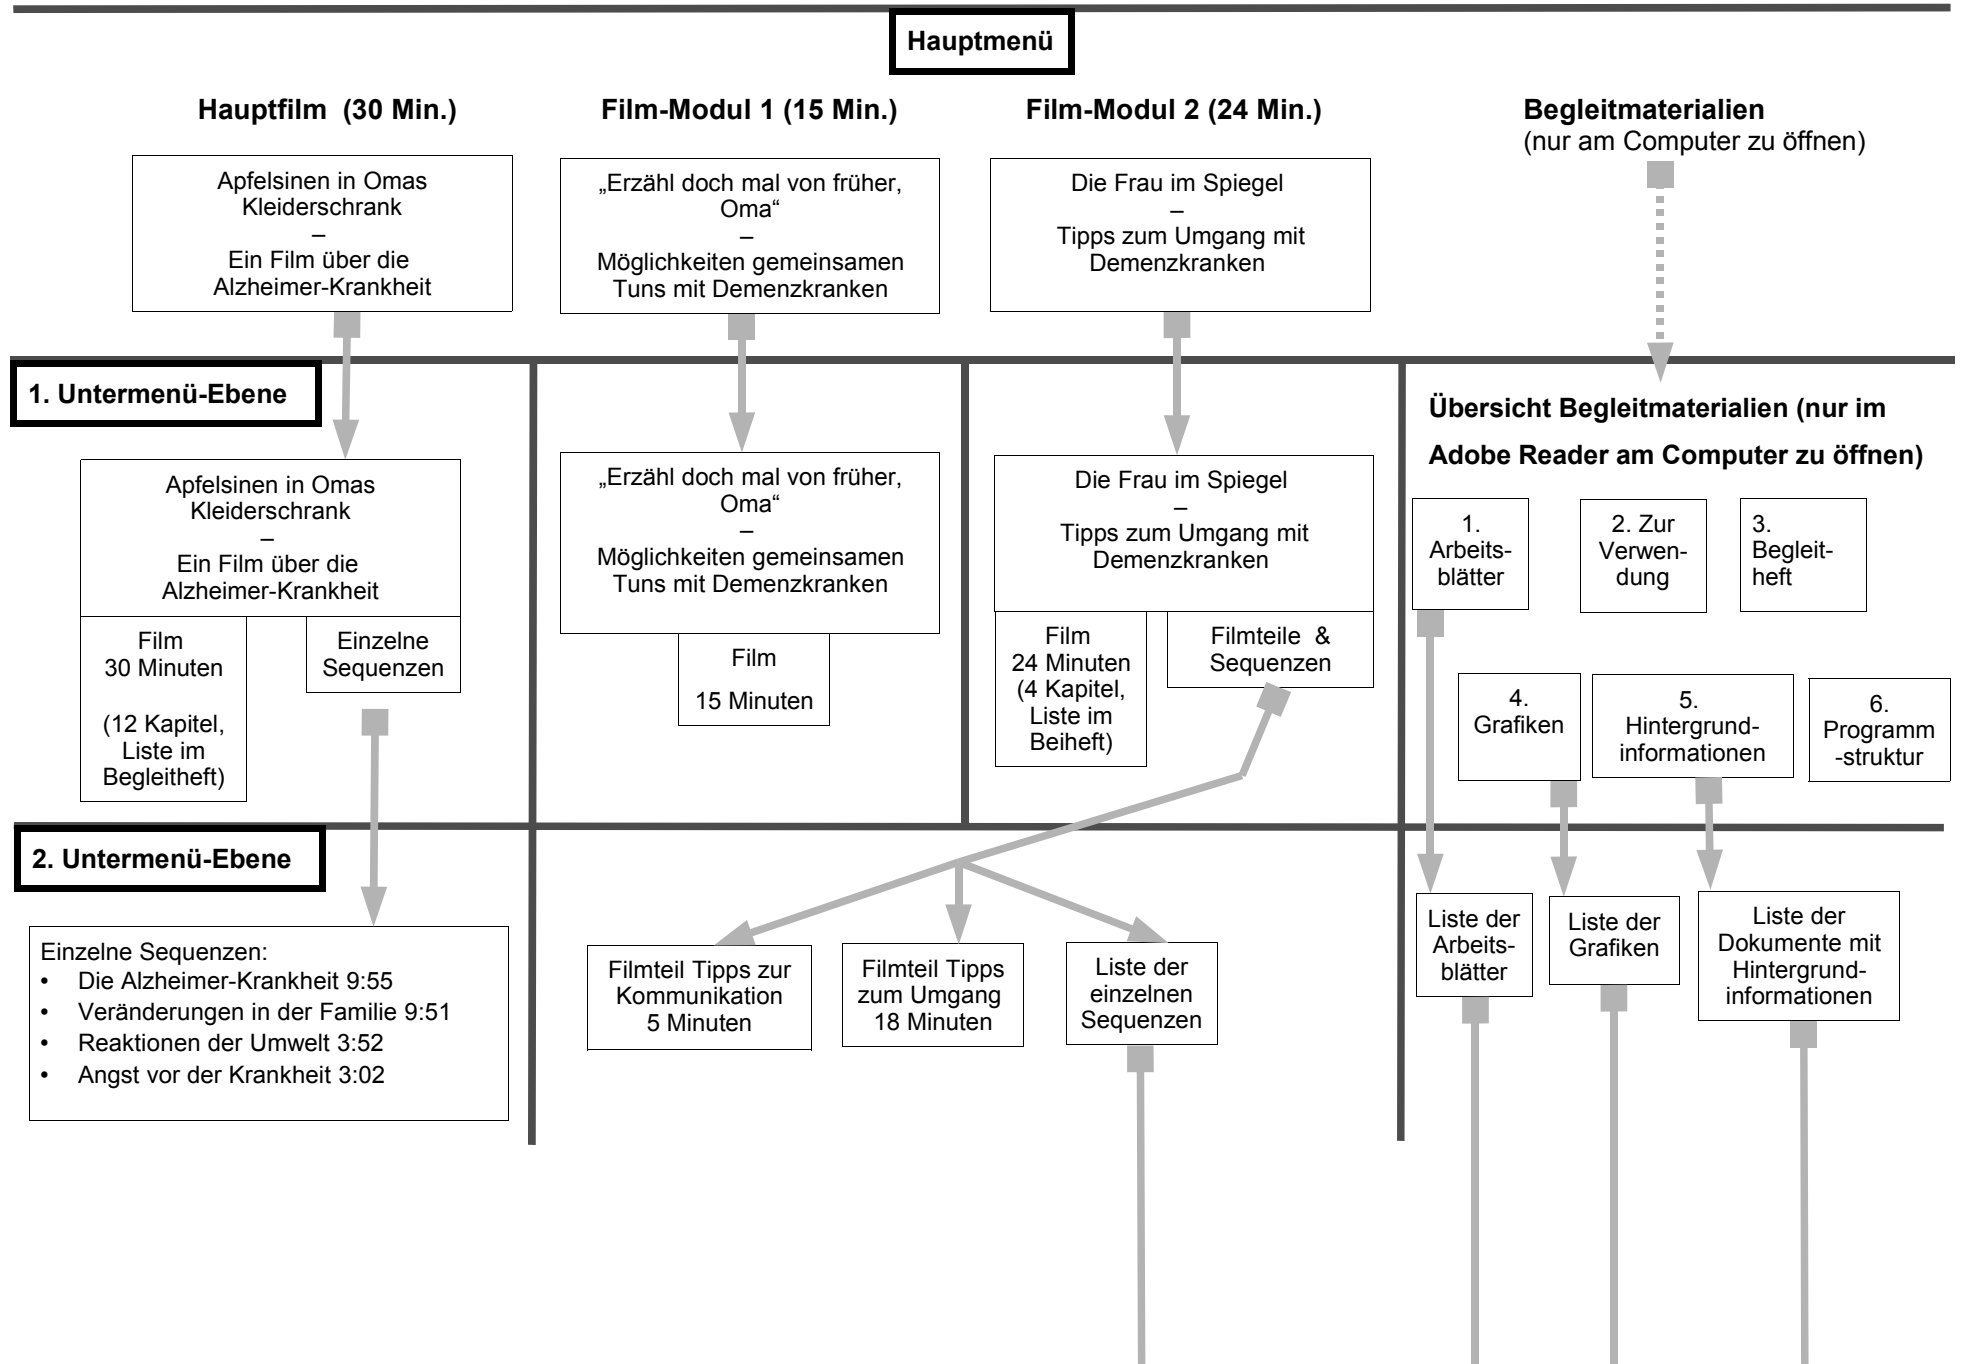 Hauptmenü
Hauptfilm (30 Min.)
Apfelsinen in Omas
Kleiderschrank
–
Ein Film über die
Alzheimer-Krankheit
Film-Modul 1 (15 Min.)
„Erzähl doch mal von früher,
Oma“
–
Möglichkeiten gemeinsamen
Tuns mit Demenzkranken
Film-Modul 2 (24 Min.)
Die Frau im Spiegel
–
Tipps zum Umgang mit
Demenzkranken
Begleitmaterialien
(nur am Computer zu öffnen)
1. Untermenü-Ebene
Apfelsinen in Omas
Kleiderschrank
–
Ein Film über die
Alzheimer-Krankheit
Film
30 Minuten
(12 Kapitel,
Liste im
Begleitheft)
Einzelne
Sequenzen
„Erzähl doch mal von früher,
Oma“
–
Möglichkeiten gemeinsamen
Tuns mit Demenzkranken
Film
15 Minuten
Die Frau im Spiegel
–
Tipps zum Umgang mit
Demenzkranken
Film
24 Minuten
(4 Kapitel,
Liste im
Beiheft)
Filmteile &
Sequenzen
Übersicht Begleitmaterialien (nur im
Adobe Reader am Computer zu öffnen)
1.
Arbeits-
blätter
2. Zur
Verwen-
dung
3.
Begleit-
heft
4.
Grafiken
5.
Hintergrund-
informationen
6.
Programm
-struktur
2. Untermenü-Ebene
Einzelne Sequenzen:
• Die Alzheimer-Krankheit 9:55
• Veränderungen in der Familie 9:51
• Reaktionen der Umwelt 3:52
• Angst vor der Krankheit 3:02
Filmteil Tipps zur
Kommunikation
5 Minuten
Filmteil Tipps
zum Umgang
18 Minuten
Liste der
einzelnen
Sequenzen
Liste der
Arbeits-
blätter
Liste der
Grafiken
Liste der
Dokumente mit
Hintergrund-
informationen